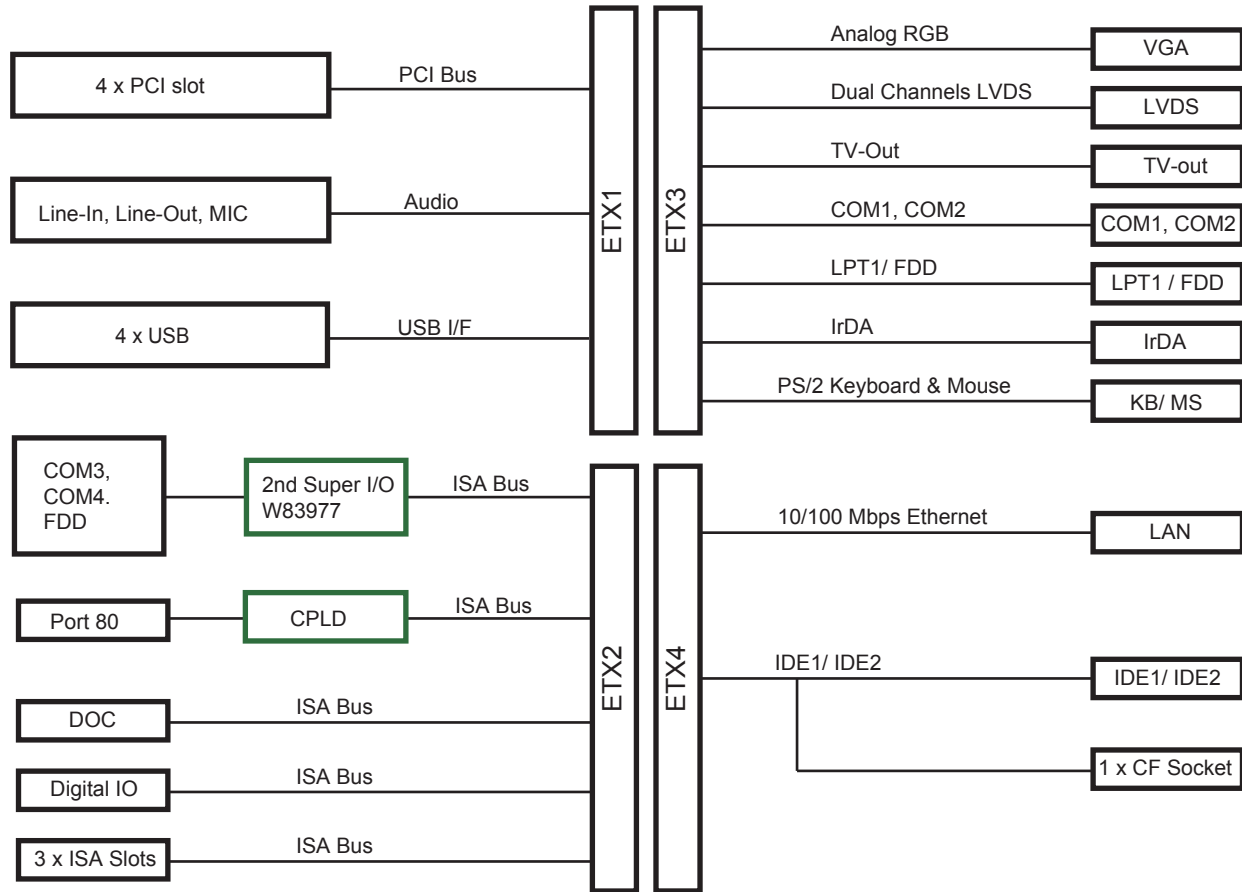 4 x PCI slot
PCI Bus
Line-In, Line-Out, MIC
Audio
4 x USB
USB I/F
ETX1
ETX3
Analog RGB
VGA
Dual Channels LVDS
LVDS
TV-Out
TV-out
COM1, COM2
COM1, COM2
LPT1/ FDD
LPT1 / FDD
IrDA
IrDA
PS/2 Keyboard & Mouse
KB/ MS
COM3,
COM4.
FDD
2nd Super I/O
W83977
ISA Bus
Port 80
CPLD
ISA Bus
DOC
ISA Bus
Digital IO
ISA Bus
3 x ISA Slots
ISA Bus
ETX2
ETX4
10/100 Mbps Ethernet
LAN
IDE1/ IDE2
IDE1/ IDE2
1 x CF Socket